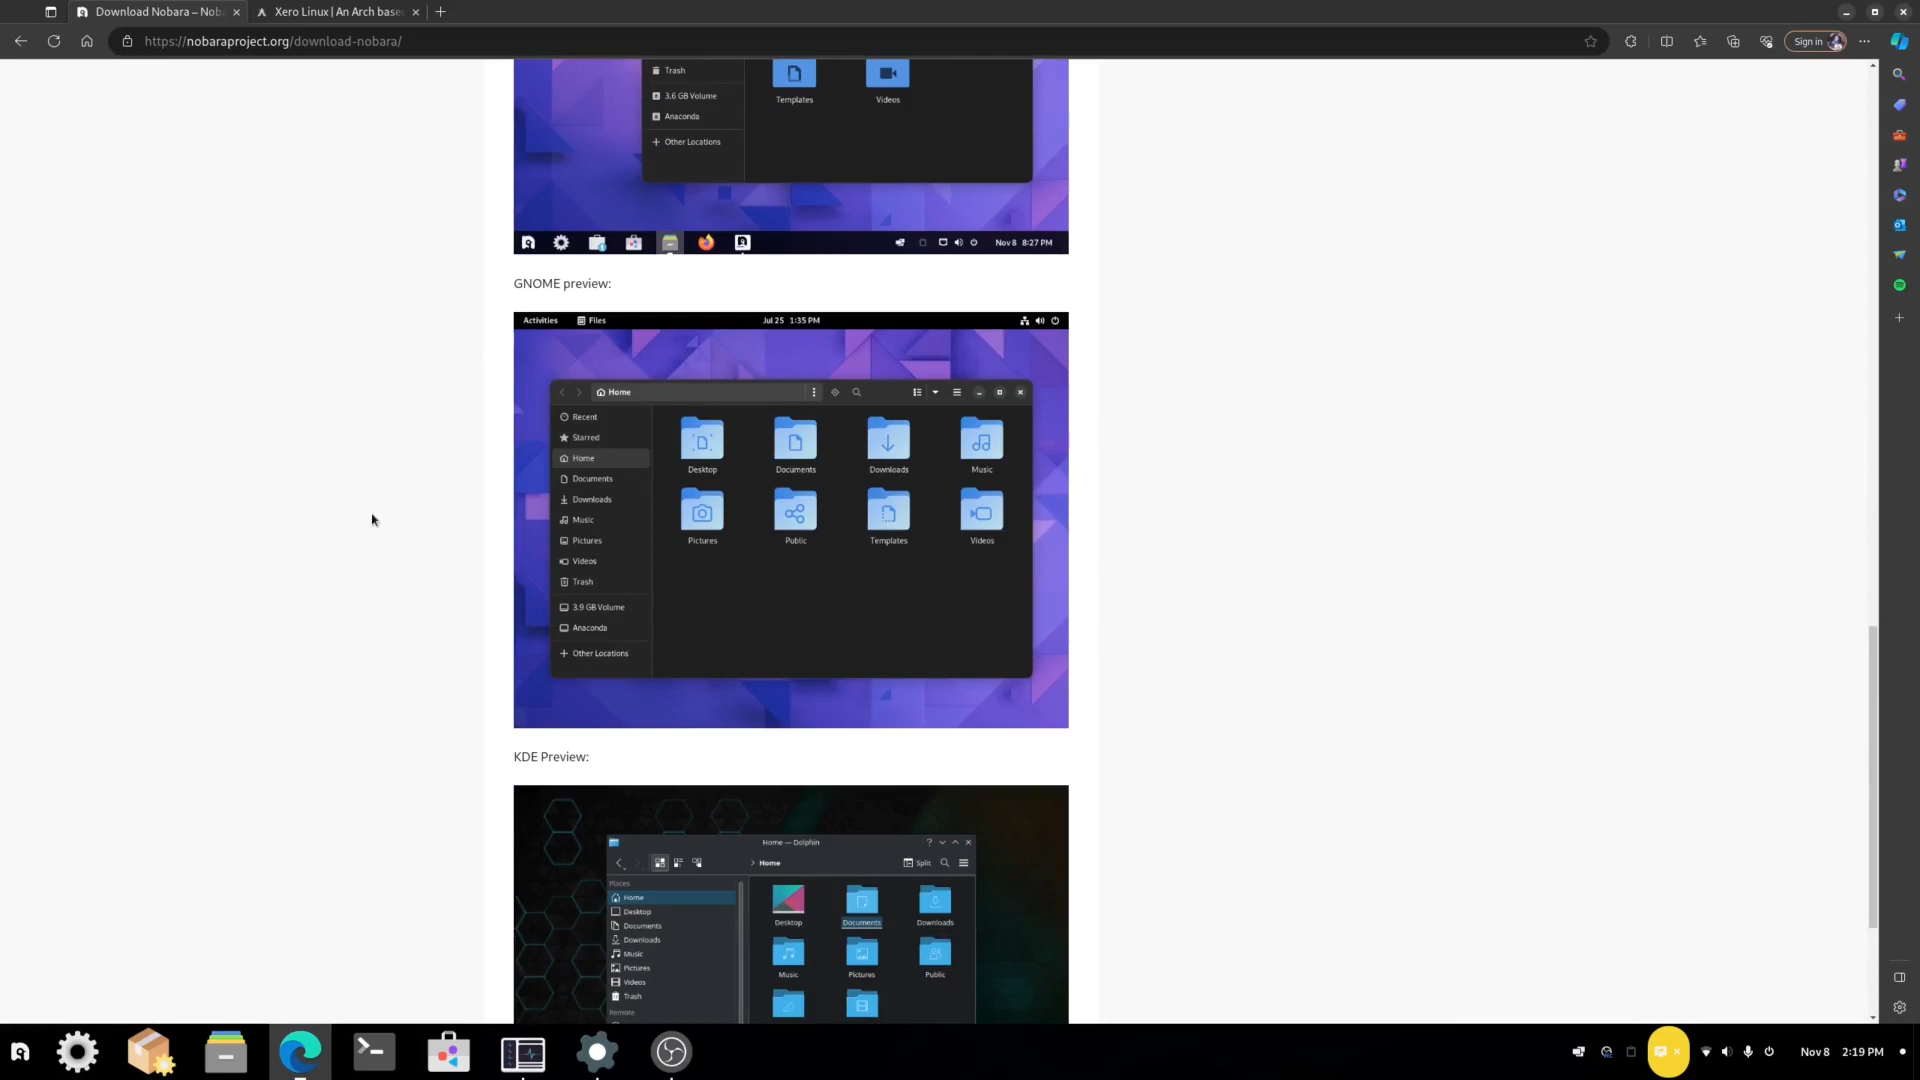 Download Nobara – Nob
Xero Linux | An Arch base
https://nobaraproject.org/download-nobara/
Sign in
Trash
3.6 GB Volume
Anaconda
Other Locations
Templates
Videos
Nov 8 8:27 PM
GNOME preview:
Activities
Files
Jul 25 1:35 PM
Home
Recent
Starred
Home
Documents
Downloads
Music
Pictures
Videos
Trash
3.9 GB Volume
Anaconda
Other Locations
Desktop
Documents
Downloads
Music
Pictures
Public
Templates
Videos
KDE Preview:
Home — Dolphin
Home
Split
Places
Home
Desktop
Documents
Downloads
Music
Pictures
Videos
Trash
Remote
Desktop
Documents
Downloads
Music
Pictures
Public
Nov 8 2:19 PM